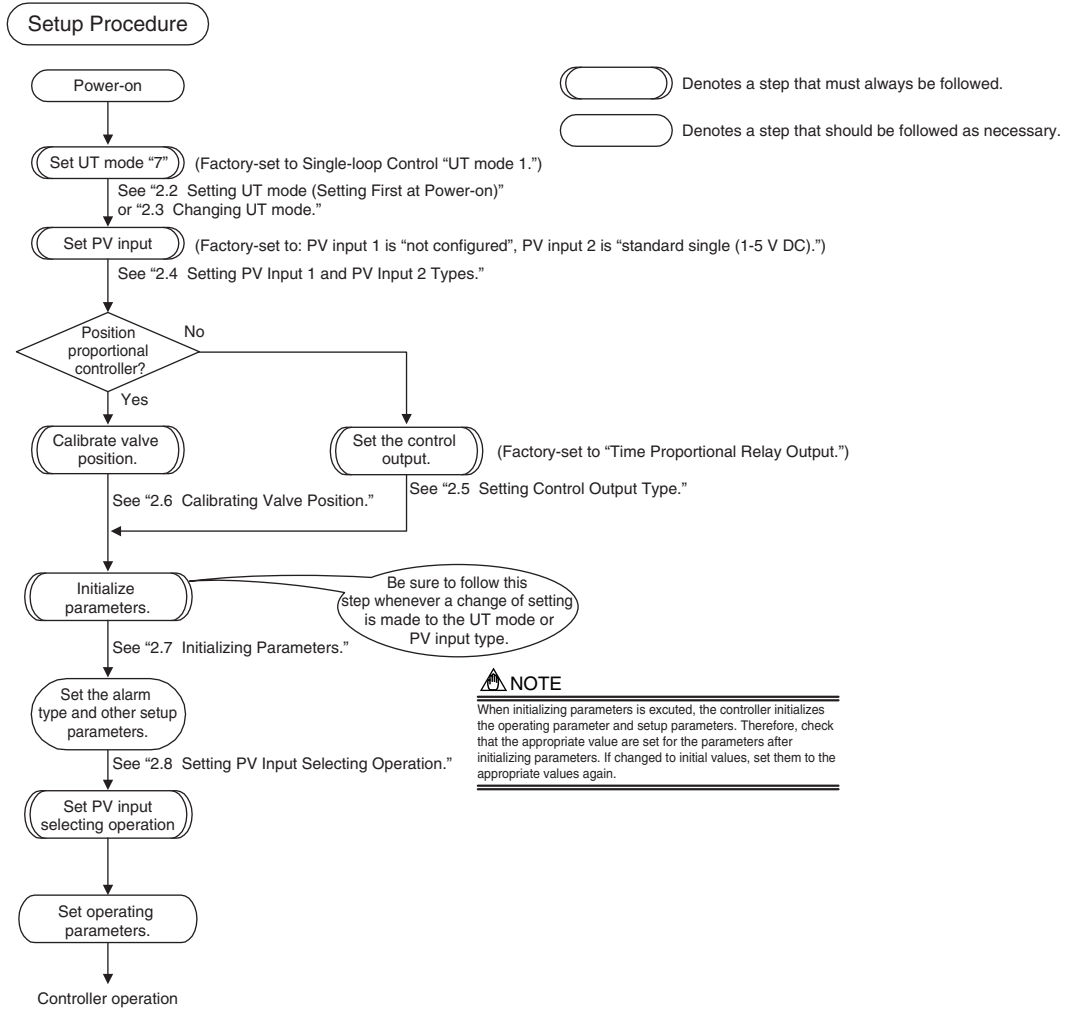 Setup Procedure
Power-on
Denotes a step that must always be followed.
Denotes a step that should be followed as necessary.
Set UT mode “7”
(Factory-set to Single-loop Control “UT mode 1.”)
See “2.2  Setting UT mode (Setting First at Power-on)”
or “2.3  Changing UT mode.”
Set PV input
(Factory-set to: PV input 1 is “not configured”, PV input 2 is “standard single (1-5 V DC).”)
See “2.4  Setting PV Input 1 and PV Input 2 Types.”
Position
proportional
controller?
No
Yes
Calibrate valve
position.
Set the control
output.
(Factory-set to “Time Proportional Relay Output.”)
See “2.6  Calibrating Valve Position.”
See “2.5  Setting Control Output Type.”
Initialize
parameters.
Be sure to follow this
step whenever a change of setting
is made to the UT mode or
PV input type.
See “2.7  Initializing Parameters.”
Set the alarm
type and other setup
parameters.
NOTE
When initializing parameters is excuted, the controller initializes
the operating parameter and setup parameters. Therefore, check
that the appropriate value are set for the parameters after
initializing parameters. If changed to initial values, set them to the
appropriate values again.
See “2.8  Setting PV Input Selecting Operation.”
Set PV input
selecting operation
Set operating
parameters.
Controller operation